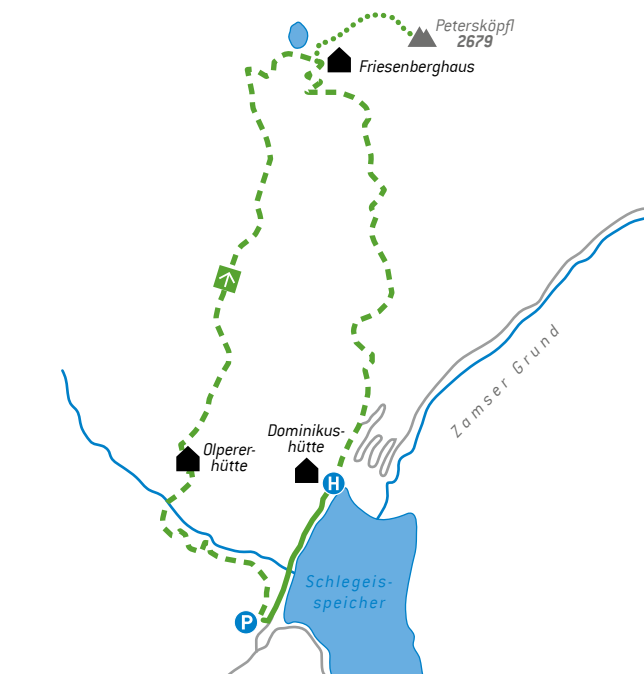 Petersköpfl
2679
Friesenberghaus
Zamser Grund
Dominikus-
hütte
Olperer-
hütte
H
Schlegeis-
speicher
P